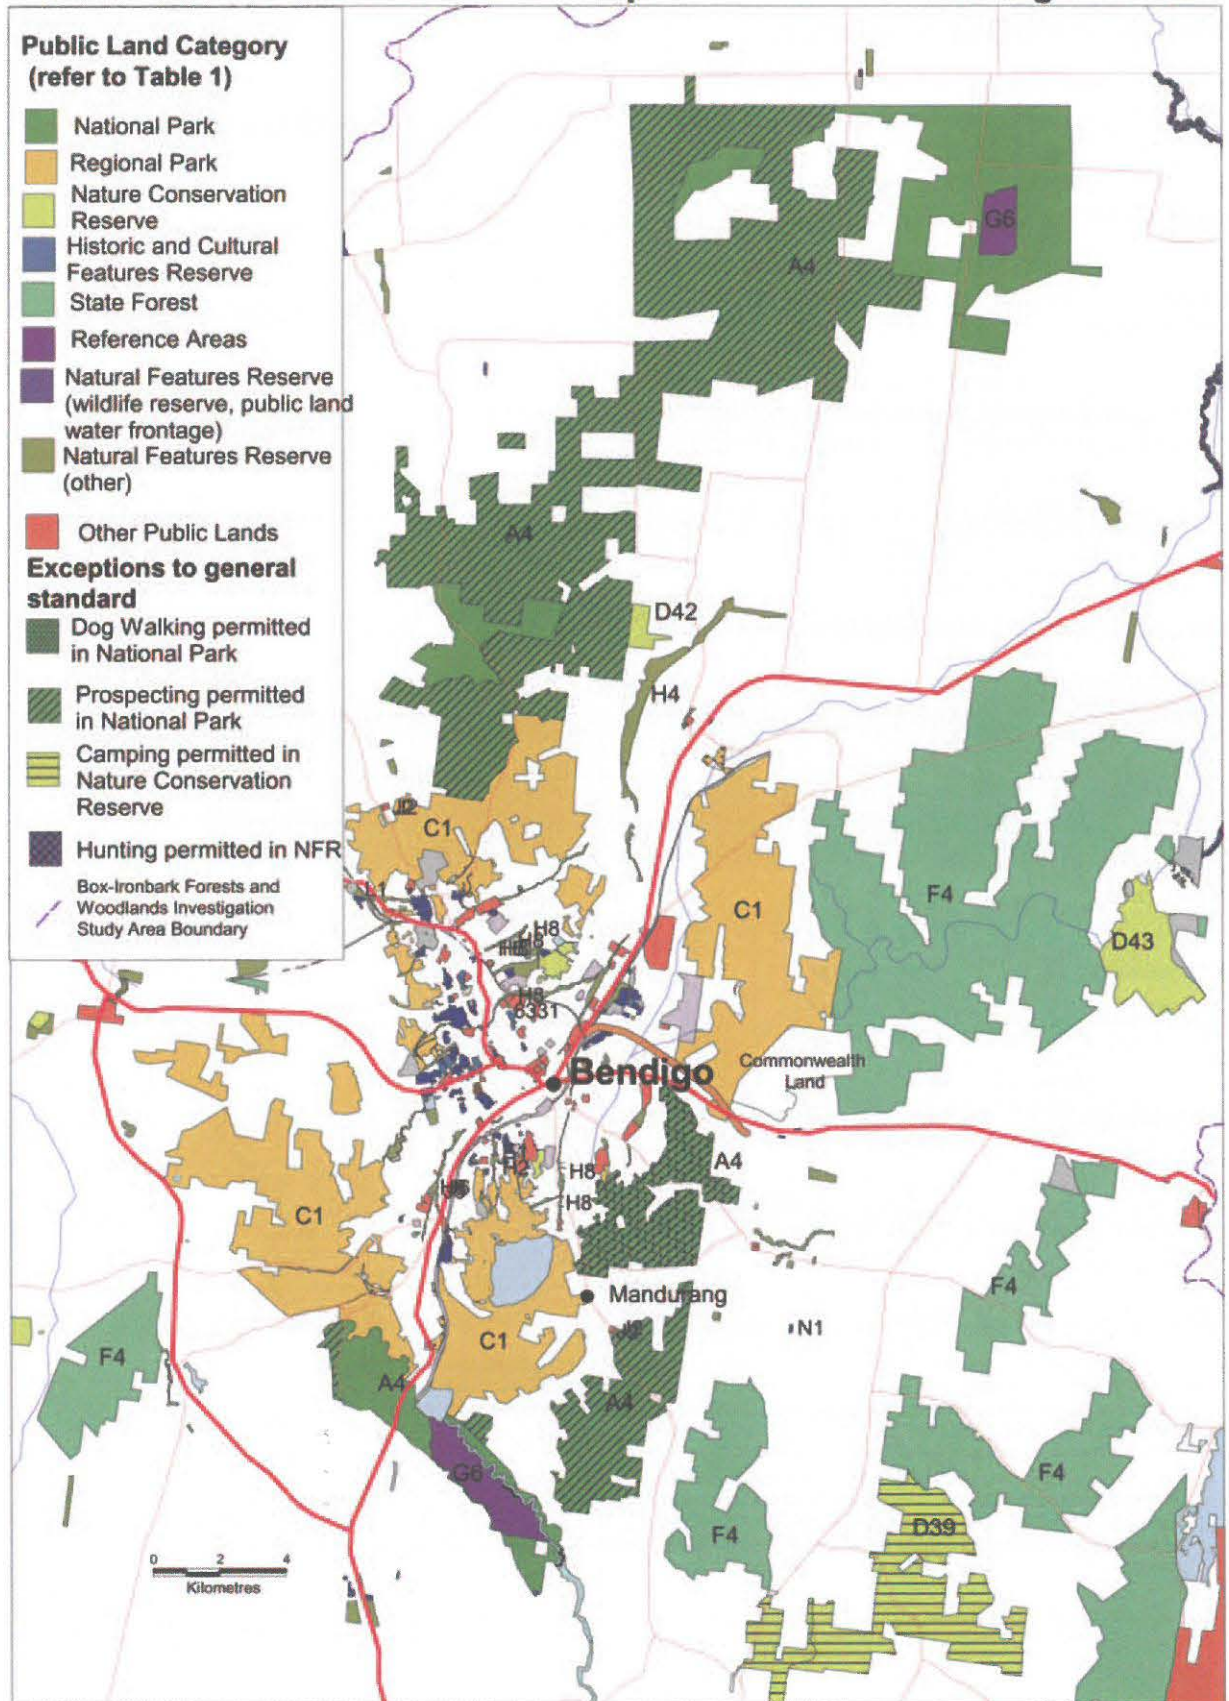 Public Land Category
(refer to Table 1)
National Park
Regional Park
Nature Conservation
Reserve
Historic and Cultural
Features Reserve
State Forest
Reference Areas
Natural Features Reserve
(wildlife reserve, public land
water frontage)
Natural Features Reserve
(other)
Other Public Lands
Exceptions to general
standard
Dog Walking permitted
in National Park
Prospecting permitted
in National Park
Camping permitted in
Nature Conservation
Reserve
Hunting permitted in NFR
Box-Ironbark Forests and
Woodlands Investigation
Study Area Boundary
G6
A4
A4
D42
H4
C1
F4
C1
D43
H8
H8
H8
Bendigo
Commonwealth
Land
A4
H8
H8
C1
F4
Mandurang
N1
C1
F4
A4
A4
G6
F4
D39
F4
0 2 4
Kilometres